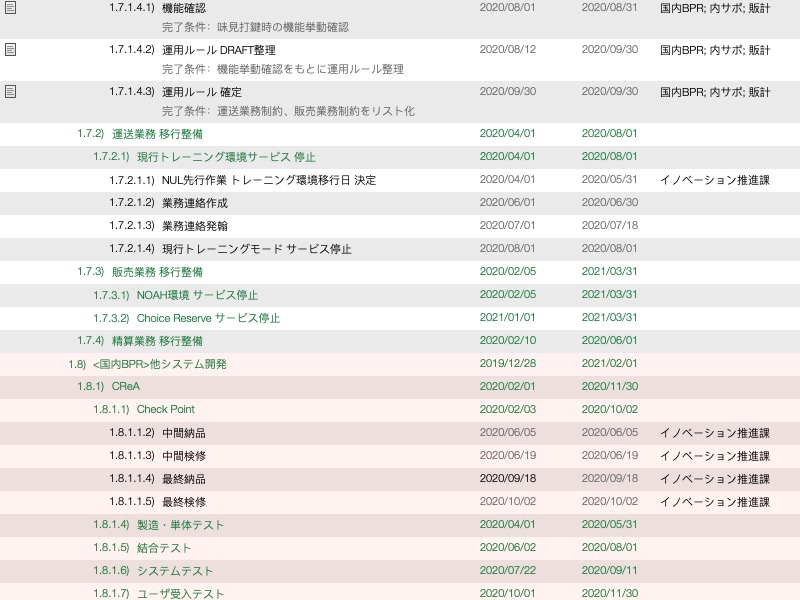 1.7.1.4.1) 機能確認 2020/08/01 2020/08/31 国内BPR; 内サポ; 販計
完了条件： 味見打鍵時の機能挙動確認
1.7.1.4.2) 運用ルール DRAFT整理 2020/08/12 2020/09/30 国内BPR; 内サポ; 販計
完了条件： 機能挙動確認をもとに運用ルール整理
1.7.1.4.3) 運用ルール 確定 2020/09/30 2020/09/30 国内BPR; 内サポ; 販計
完了条件： 運送業務制約、販売業務制約をリスト化
1.7.2) 運送業務 移行整備 2020/04/01 2020/08/01
1.7.2.1) 現行トレーニング環境サービス 停止 2020/04/01 2020/08/01
1.7.2.1.1) NUL先行作業 トレーニング環境移行日 決定 2020/04/01 2020/05/31 イノベーション推進課
1.7.2.1.2) 業務連絡作成 2020/06/01 2020/06/30
1.7.2.1.3) 業務連絡発翰 2020/07/01 2020/07/18
1.7.2.1.4) 現行トレーニングモード サービス停止 2020/08/01 2020/08/01
1.7.3) 販売業務 移行整備 2020/02/05 2021/03/31
1.7.3.1) NOAH環境 サービス停止 2020/02/05 2021/03/31
1.7.3.2) Choice Reserve サービス停止 2021/01/01 2021/03/31
1.7.4) 精算業務 移行整備 2020/02/10 2020/06/01
1.8) <国内BPR>他システム開発 2019/12/28 2021/02/01
1.8.1) CReA 2020/02/01 2020/11/30
1.8.1.1) Check Point 2020/02/03 2020/10/02
1.8.1.1.2) 中間納品 2020/06/05 2020/06/05 イノベーション推進課
1.8.1.1.3) 中間検修 2020/06/19 2020/06/19 イノベーション推進課
1.8.1.1.4) 最終納品 2020/09/18 2020/09/18 イノベーション推進課
1.8.1.1.5) 最終検修 2020/10/02 2020/10/02 イノベーション推進課
1.8.1.4) 製造・単体テスト 2020/04/01 2020/05/31
1.8.1.5) 結合テスト 2020/06/02 2020/08/01
1.8.1.6) システムテスト 2020/07/22 2020/09/11
1.8.1.7) ユーザ受入テスト 2020/10/01 2020/11/30